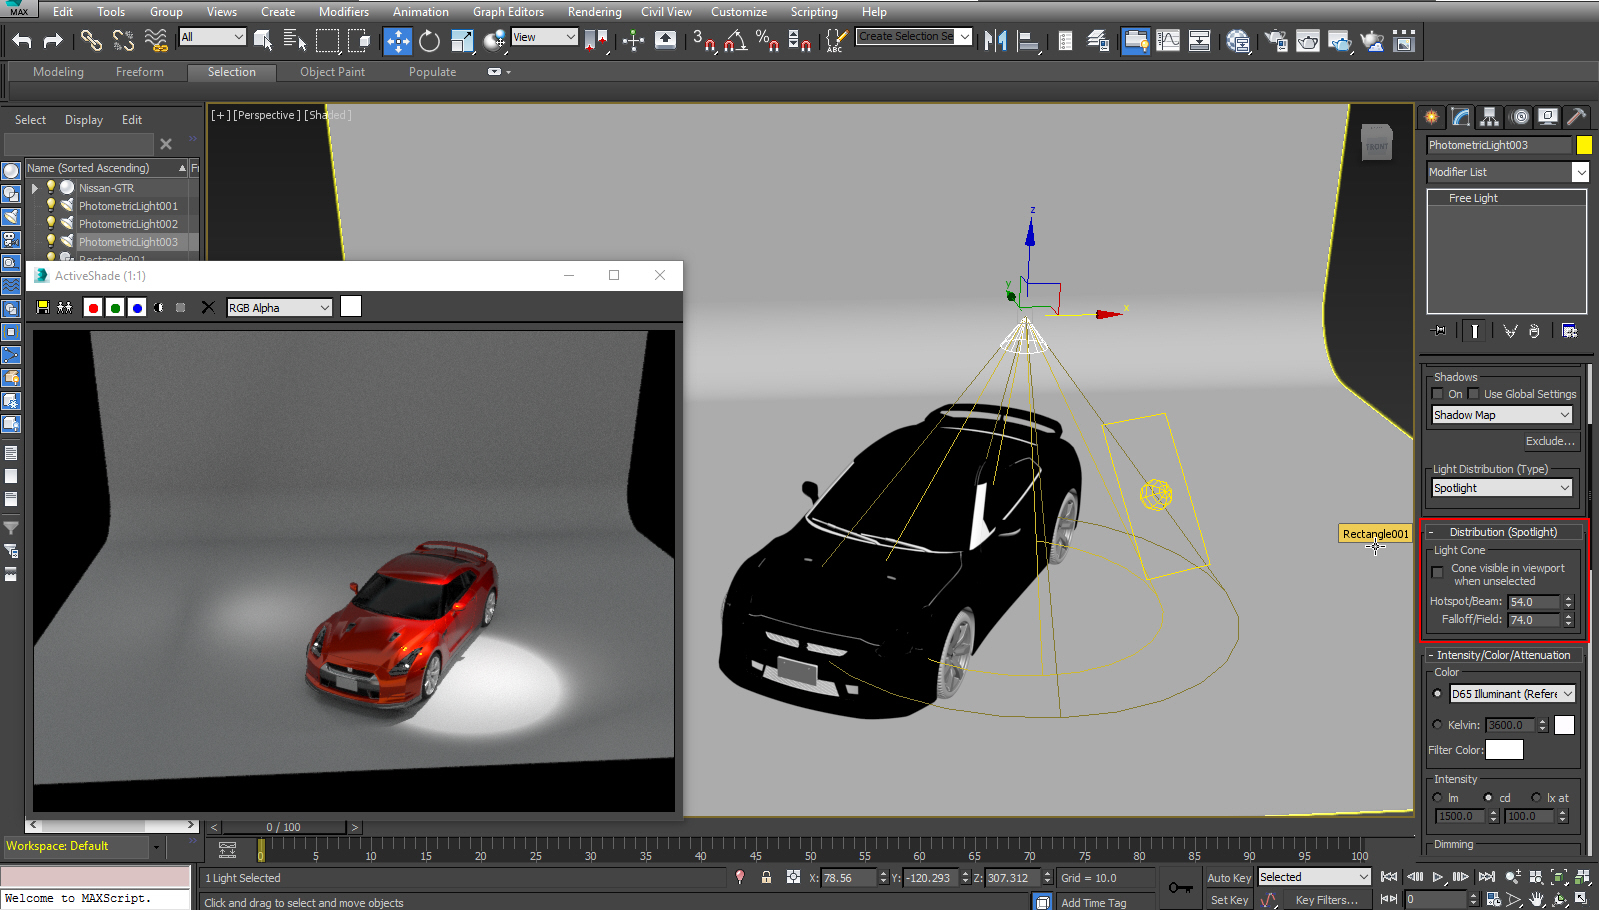 MAX Edit Tools Group Views Create Modifiers Animation Graph Editors Rendering Civil View Customize Scripting Help
All View 3 % ABC Create Selection Se
Modeling Freeform Selection Object Paint Populate
Select Display Edit
Name (Sorted Ascending) Fr
Nissan-GTR
PhotometricLight001
PhotometricLight002
PhotometricLight003
Rectangle001
ActiveShade (1:1)
RGB Alpha
[+] [Perspective] [Shaded]
z
y
x
FRONT
Rectangle001
PhotometricLight003
Modifier List
Free Light
Shadows
On Use Global Settings
Shadow Map
Exclude...
Light Distribution (Type)
Spotlight
- Distribution (Spotlight)
Light Cone
Cone visible in viewport
when unselected
Hotspot/Beam: 54.0
Falloff/Field: 74.0
- Intensity/Color/Attenuation
Color
D65 Illuminant (Refere
Kelvin: 3600.0
Filter Color:
Intensity
lm cd lx at
1500.0 100.0
Dimming
< 0 / 100 >
Workspace: Default
0 5 10 15 20 25 30 35 40 45 50 55 60 65 70 75 80 85 90 95 100
1 Light Selected X: 78.56 Y: -120.293 Z: 307.312 Grid = 10.0 Auto Key Selected
Welcome to MAXScript. Click and drag to select and move objects Add Time Tag Set Key Key Filters... 0